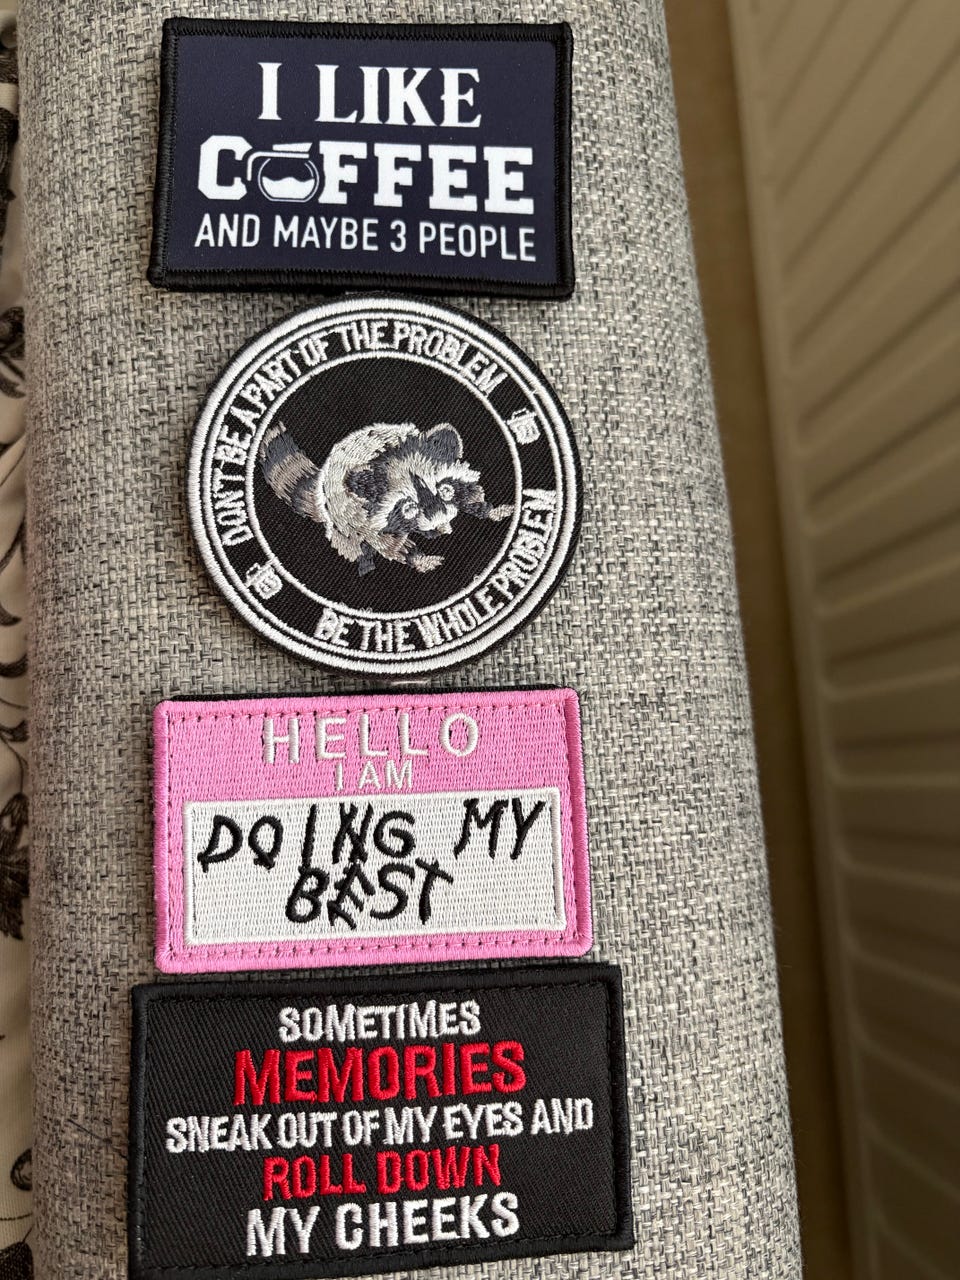 I LIKE
COFFEE
AND MAYBE 3 PEOPLE
DON'T BE A PART OF THE PROBLEM
BE THE WHOLE PROBLEM
HELLO
I AM
DOING MY
BEST
SOMETIMES
MEMORIES
SNEAK OUT OF MY EYES AND
ROLL DOWN
MY CHEEKS